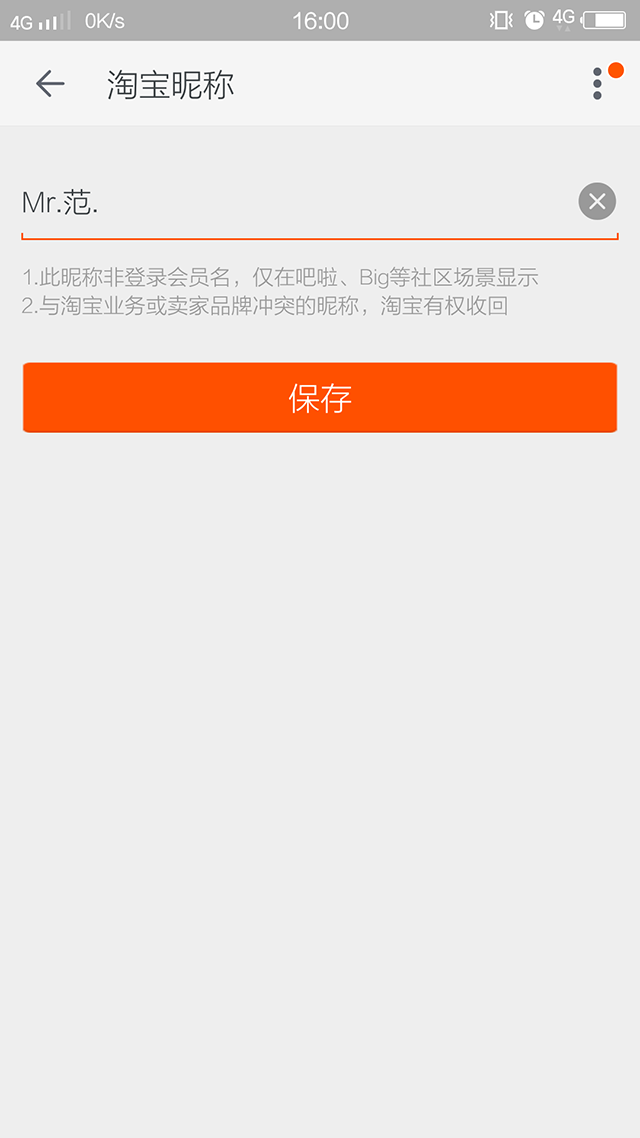 4G 0K/s 16:00 4G
淘宝昵称
Mr.范.
1.此昵称非登录会员名，仅在吧啦、Big等社区场景显示
2.与淘宝业务或卖家品牌冲突的昵称，淘宝有权收回
保存